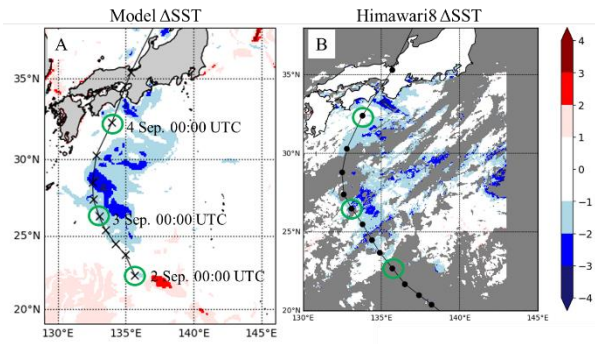 Model ΔSST
Himawari8 ΔSST
A
B
35°N
30°N
25°N
20°N
4 Sep. 00:00 UTC
3 Sep. 00:00 UTC
2 Sep. 00:00 UTC
130°E
135°E
140°E
145°E
35°N
30°N
25°N
20°N
130°E
135°E
140°E
145°E
4
3
2
1
0
−1
−2
−3
−4